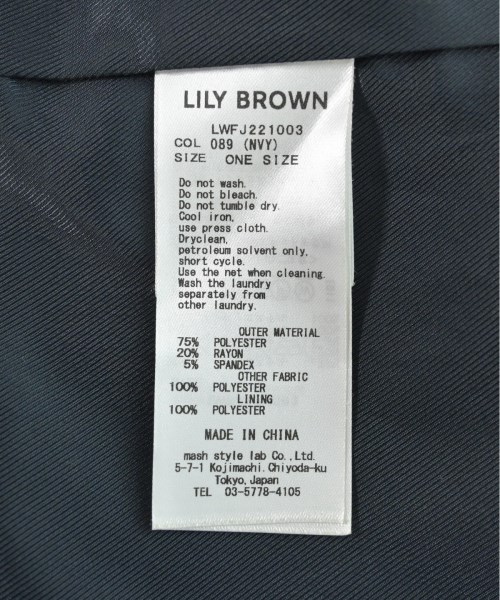 LILY BROWN
LWFJ221003
COL 089 (NVY)
SIZE ONE SIZE
Do not wash.
Do not bleach.
Do not tumble dry.
Cool iron,
use press cloth.
Dryclean,
petroleum solvent only,
short cycle.
Use the net when cleaning.
Wash the laundry
separately from
other laundry.
OUTER MATERIAL
75% POLYESTER
20% RAYON
5% SPANDEX
OTHER FABRIC
100% POLYESTER
LINING
100% POLYESTER
MADE IN CHINA
mash style lab Co.,Ltd.
5-7-1 Kojimachi.Chiyoda-ku
Tokyo,Japan
TEL 03-5778-4105